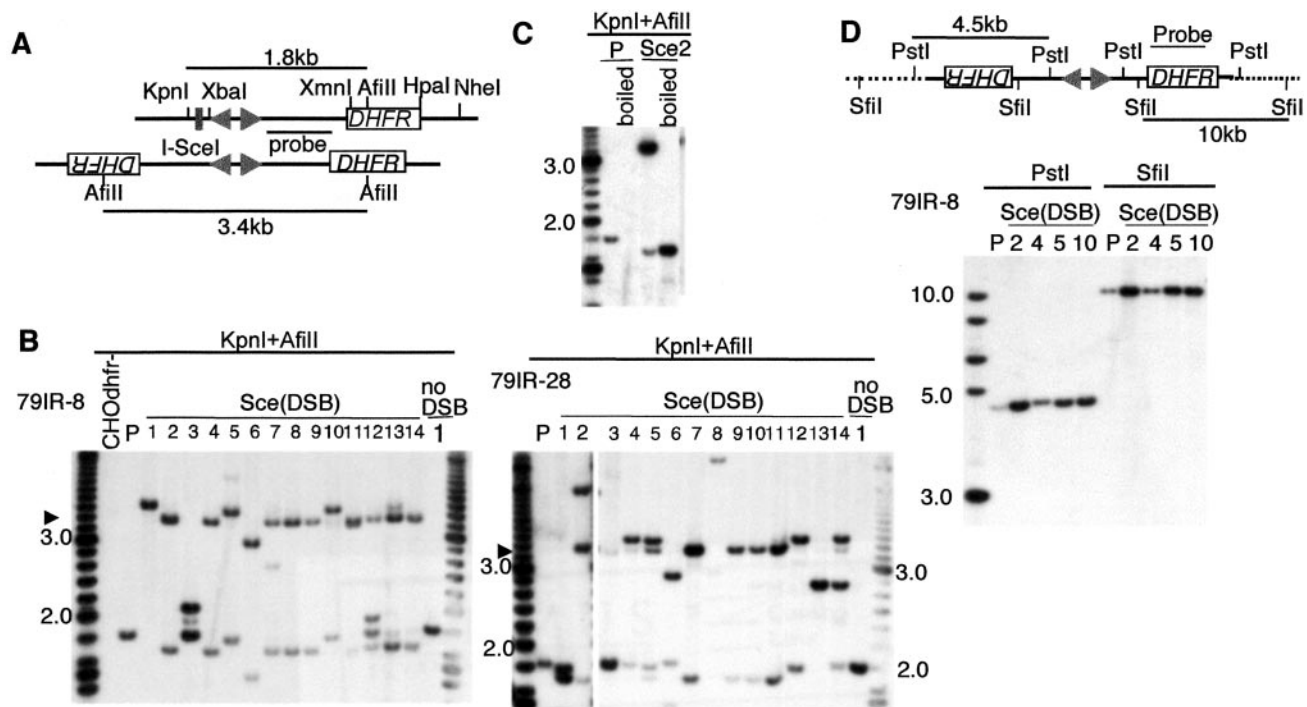 A
1.8kb
KpnI XbaI XmnI AflII HpaI NheI
DHFR
I-SceI probe
DHFR DHFR
AflII AflII
3.4kb
C
KpnI+AflII
P Sce2
boiled boiled
3.0
2.0
D
4.5kb Probe
PstI PstI PstI PstI
DHFR DHFR
SfiI SfiI SfiI SfiI
10kb
PstI SfiI
79IR-8 Sce(DSB) Sce(DSB)
P 2 4 5 10 P 2 4 5 10
10.0
5.0
3.0
B
KpnI+AflII
79IR-8 CHOdhfr- Sce(DSB) no DSB
P 1 2 3 4 5 6 7 8 9 10 11 12 13 14 1
3.0
2.0
KpnI+AflII
79IR-28 Sce(DSB) no DSB
P 1 2 3 4 5 6 7 8 9 10 11 12 13 14 1
3.0 3.0
2.0 2.0